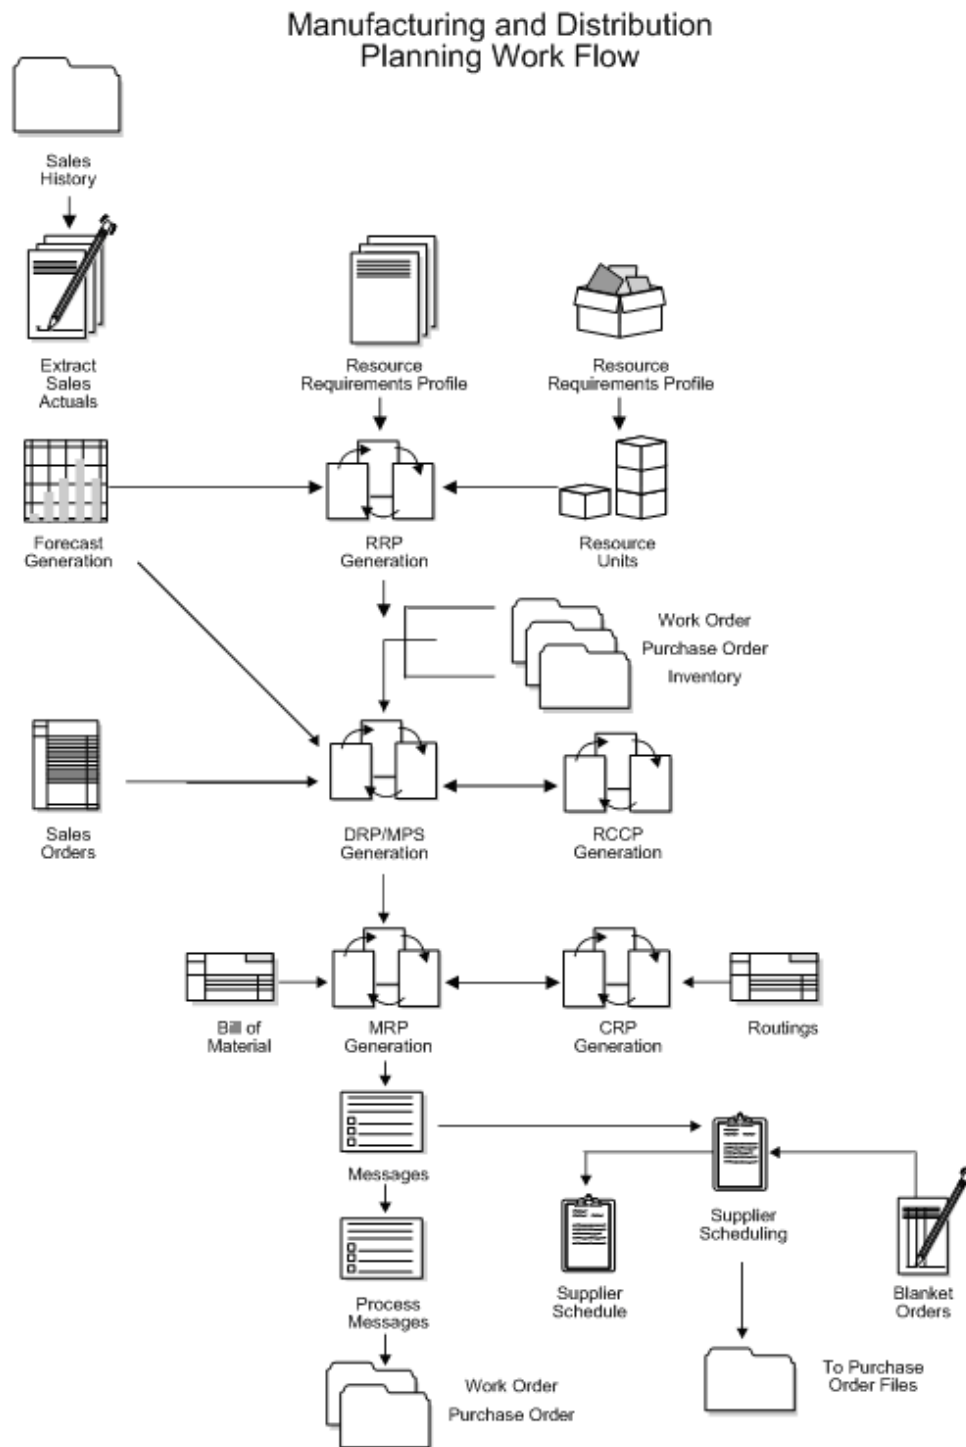 Manufacturing and Distribution
Planning Work Flow
Sales
History
Extract
Sales
Actuals
Resource
Requirements Profile
Resource
Requirements Profile
Forecast
Generation
RRP
Generation
Resource
Units
Work Order
Purchase Order
Inventory
Sales
Orders
DRP/MPS
Generation
RCCP
Generation
Bill of
Material
MRP
Generation
CRP
Generation
Routings
Messages
Supplier
Scheduling
Supplier
Schedule
Blanket
Orders
Process
Messages
Work Order
Purchase Order
To Purchase
Order Files